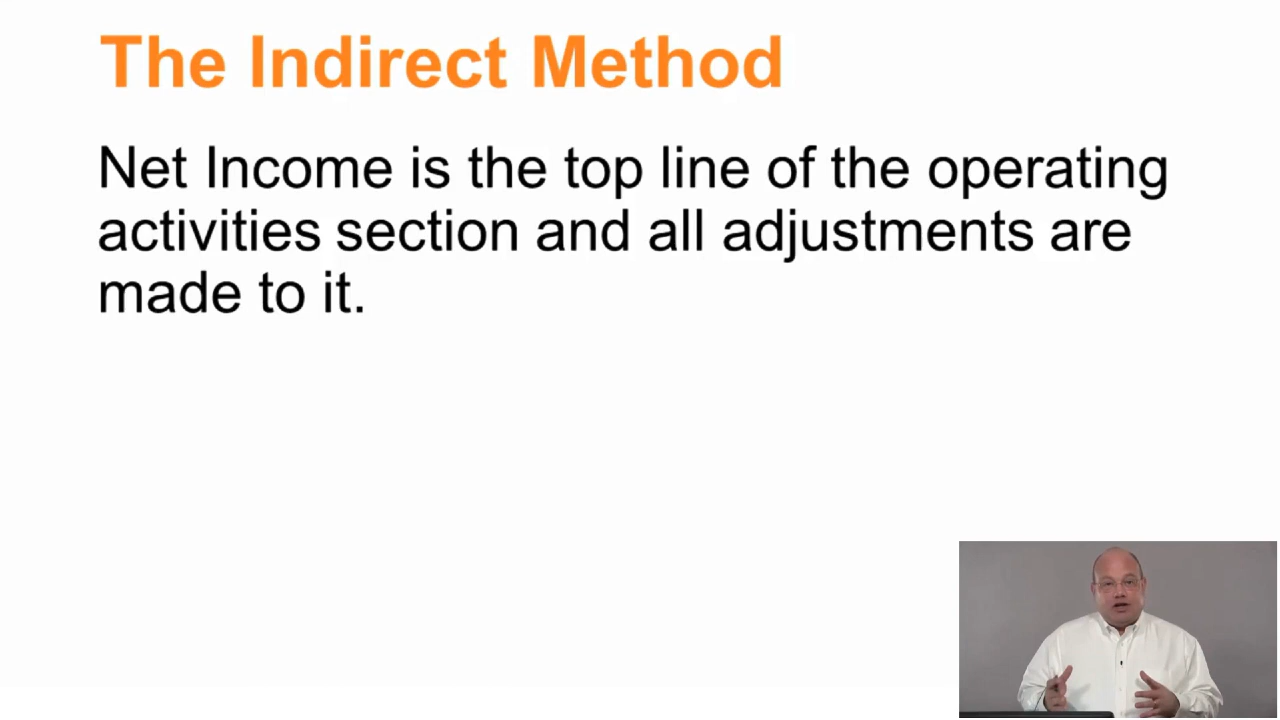 The Indirect Method
Net Income is the top line of the operating
activities section and all adjustments are
made to it.